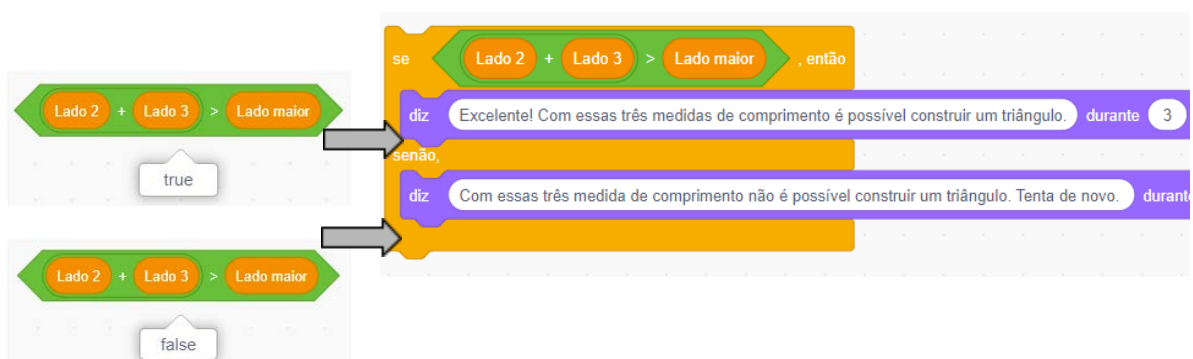 Lado 2 + Lado 3 > Lado maior
true
Lado 2 + Lado 3 > Lado maior
false
se Lado 2 + Lado 3 > Lado maior , então
diz Excelente! Com essas três medidas de comprimento é possível construir um triângulo. durante 3
senão,
diz Com essas três medida de comprimento não é possível construir um triângulo. Tenta de novo. durante